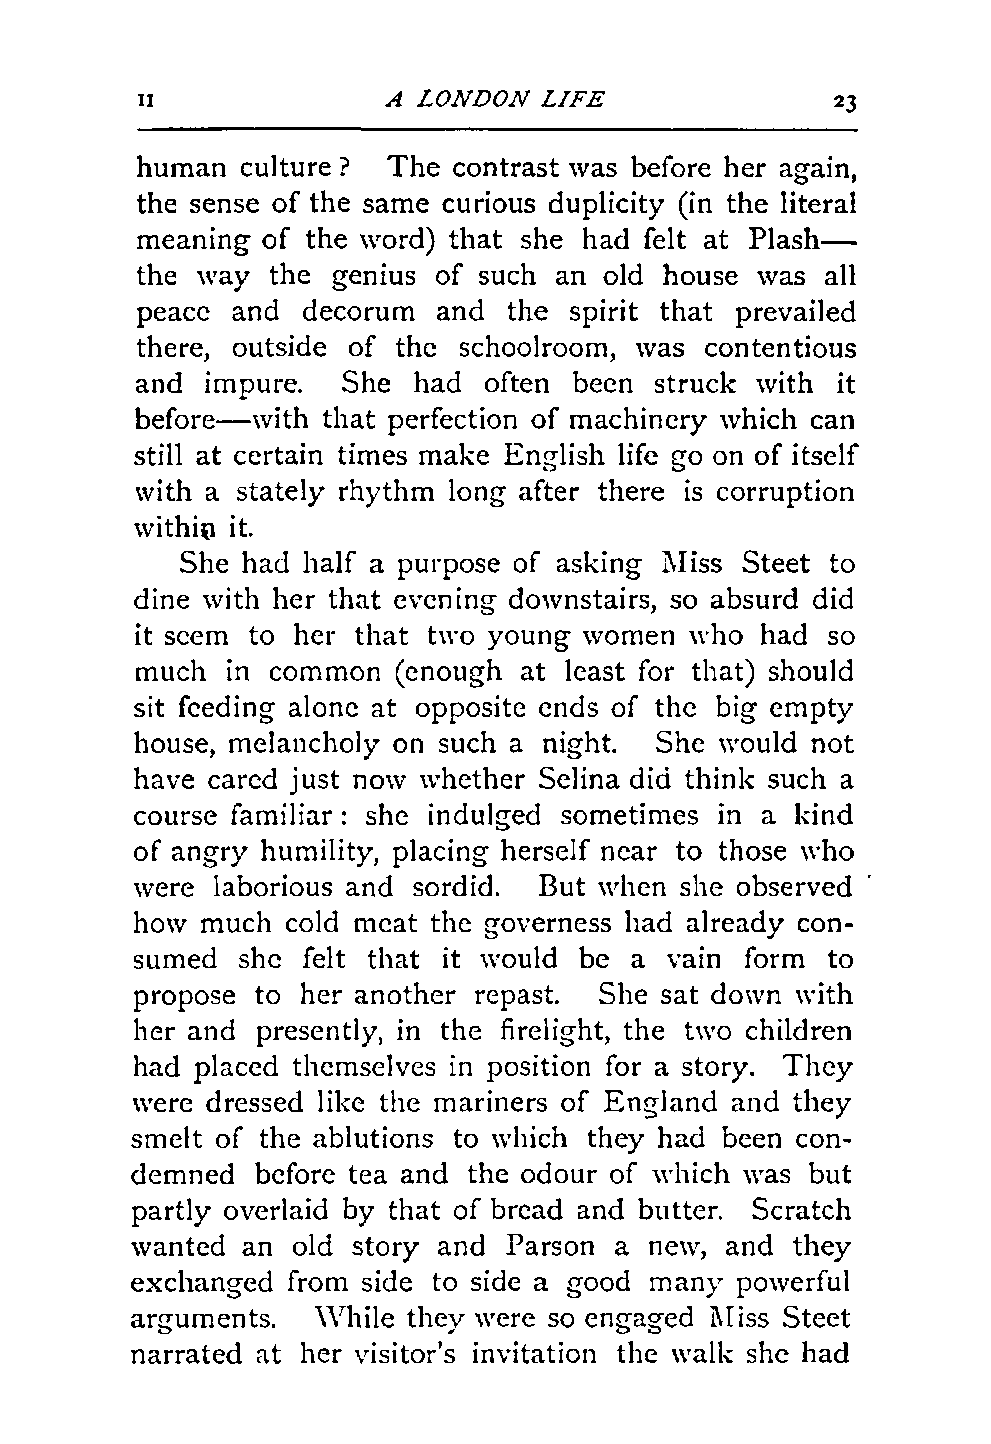 II A LONDON LIFE 23
human culture? The contrast was before her again,
the sense of the same curious duplicity (in the literal
meaning of the word) that she had felt at Plash—
the way the genius of such an old house was all
peace and decorum and the spirit that prevailed
there, outside of the schoolroom, was contentious
and impure. She had often been struck with it
before—with that perfection of machinery which can
still at certain times make English life go on of itself
with a stately rhythm long after there is corruption
within it.
She had half a purpose of asking Miss Steet to
dine with her that evening downstairs, so absurd did
it seem to her that two young women who had so
much in common (enough at least for that) should
sit feeding alone at opposite ends of the big empty
house, melancholy on such a night. She would not
have cared just now whether Selina did think such a
course familiar: she indulged sometimes in a kind
of angry humility, placing herself near to those who
were laborious and sordid. But when she observed
how much cold meat the governess had already con-
sumed she felt that it would be a vain form to
propose to her another repast. She sat down with
her and presently, in the firelight, the two children
had placed themselves in position for a story. They
were dressed like the mariners of England and they
smelt of the ablutions to which they had been con-
demned before tea and the odour of which was but
partly overlaid by that of bread and butter. Scratch
wanted an old story and Parson a new, and they
exchanged from side to side a good many powerful
arguments. While they were so engaged Miss Steet
narrated at her visitor's invitation the walk she had